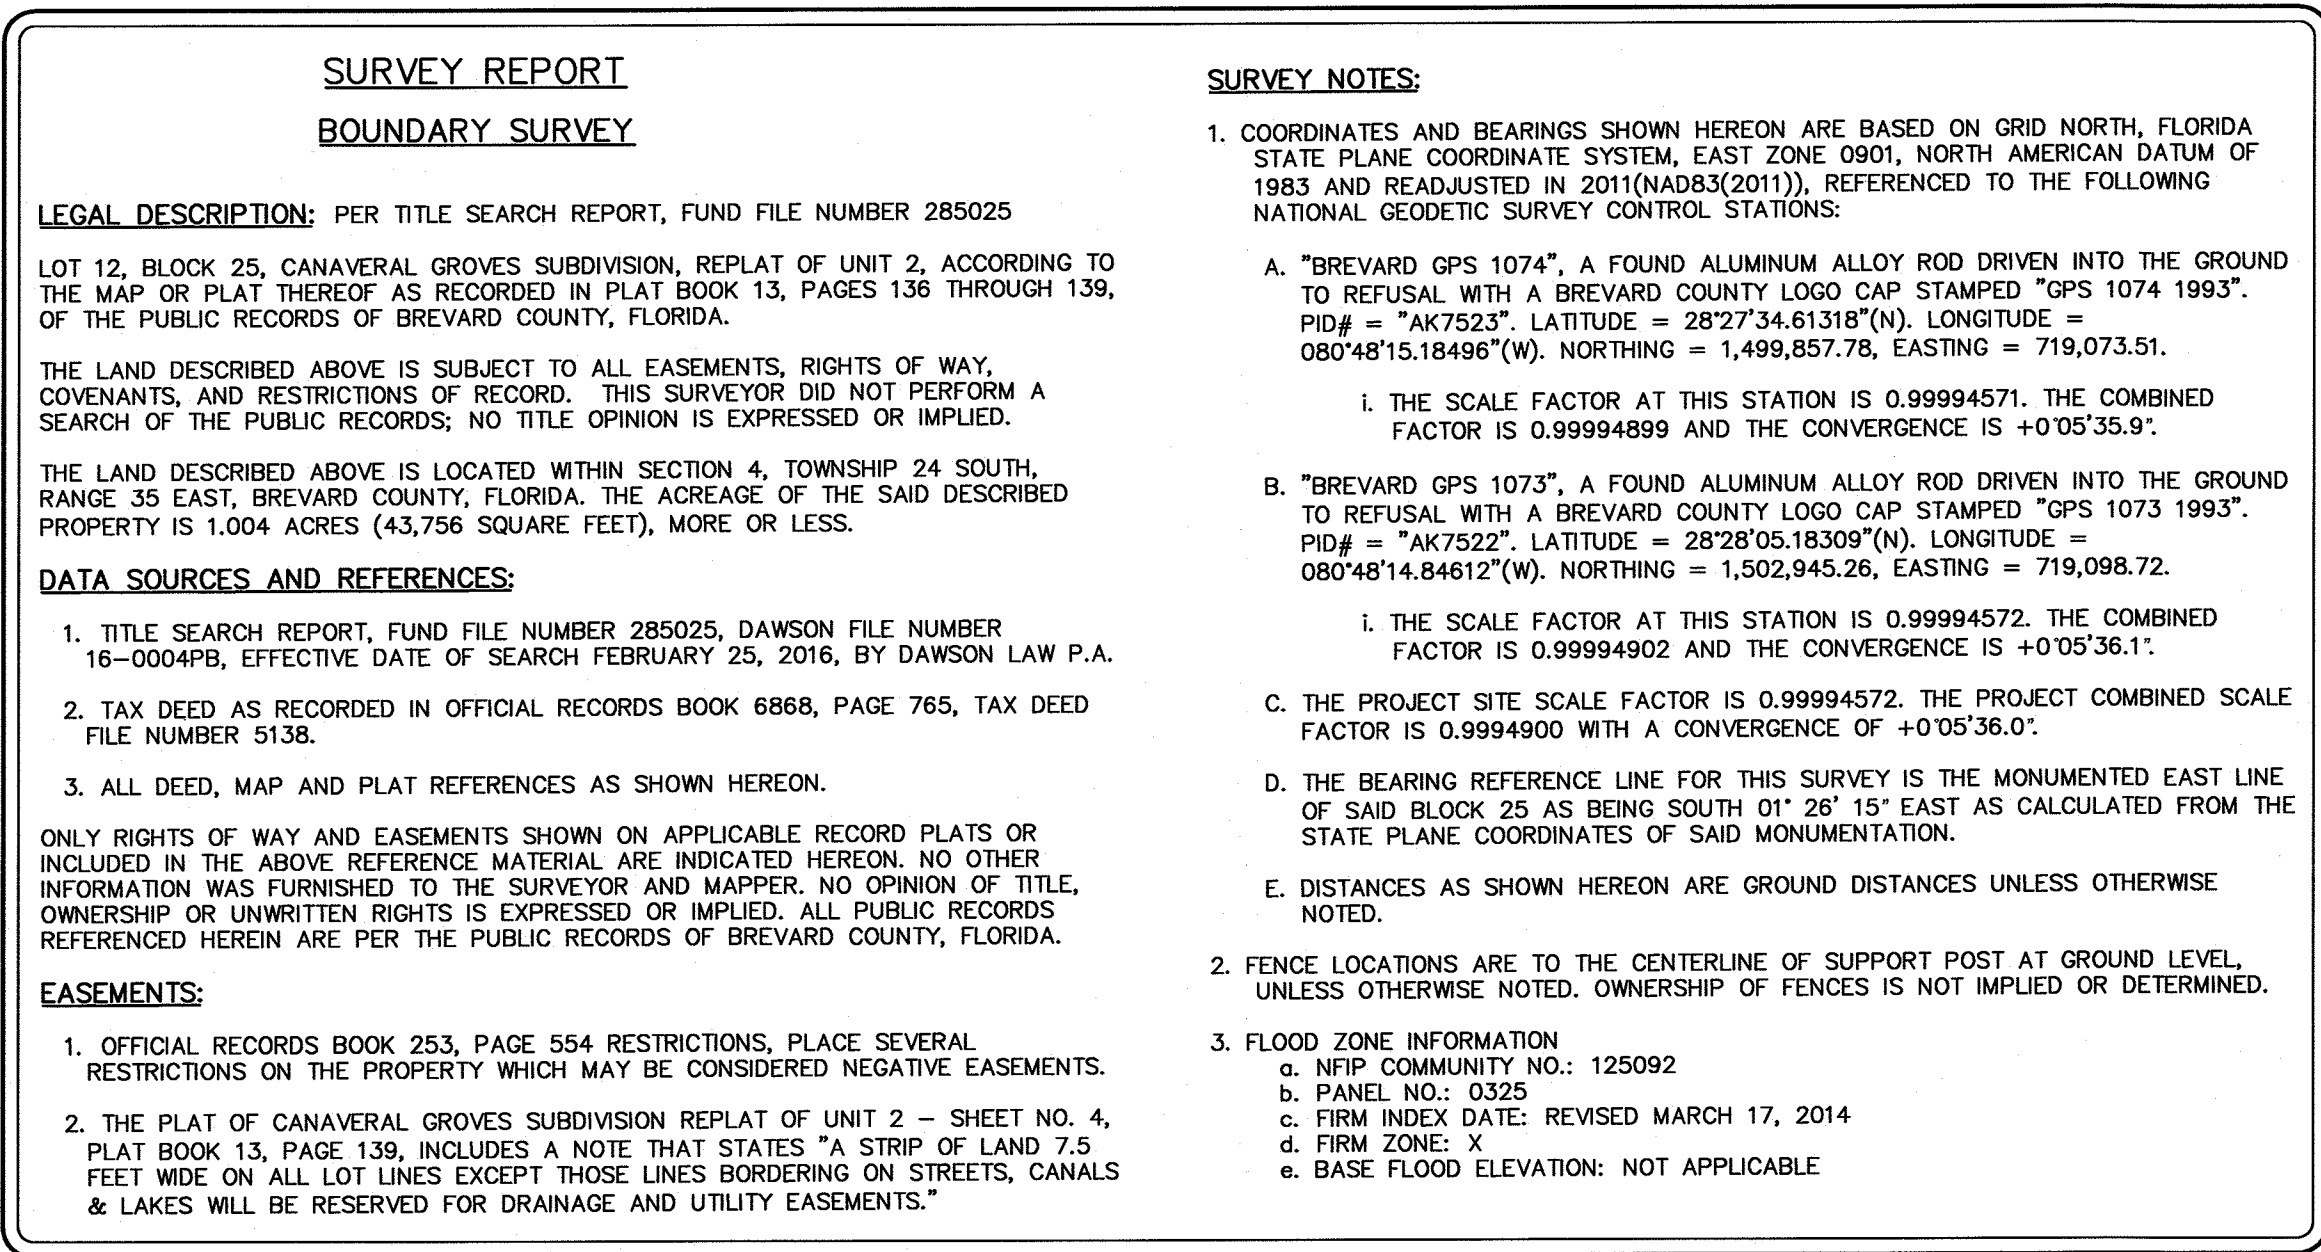 SURVEY REPORT
BOUNDARY SURVEY
LEGAL DESCRIPTION: PER TITLE SEARCH REPORT, FUND FILE NUMBER 285025
LOT 12, BLOCK 25, CANAVERAL GROVES SUBDIVISION, REPLAT OF UNIT 2, ACCORDING TO
THE MAP OR PLAT THEREOF AS RECORDED IN PLAT BOOK 13, PAGES 136 THROUGH 139,
OF THE PUBLIC RECORDS OF BREVARD COUNTY, FLORIDA.
THE LAND DESCRIBED ABOVE IS SUBJECT TO ALL EASEMENTS, RIGHTS OF WAY,
COVENANTS, AND RESTRICTIONS OF RECORD. THIS SURVEYOR DID NOT PERFORM A
SEARCH OF THE PUBLIC RECORDS; NO TITLE OPINION IS EXPRESSED OR IMPLIED.
THE LAND DESCRIBED ABOVE IS LOCATED WITHIN SECTION 4, TOWNSHIP 24 SOUTH,
RANGE 35 EAST, BREVARD COUNTY, FLORIDA. THE ACREAGE OF THE SAID DESCRIBED
PROPERTY IS 1.004 ACRES (43,756 SQUARE FEET), MORE OR LESS.
DATA SOURCES AND REFERENCES:
1. TITLE SEARCH REPORT, FUND FILE NUMBER 285025, DAWSON FILE NUMBER
16-0004PB, EFFECTIVE DATE OF SEARCH FEBRUARY 25, 2016, BY DAWSON LAW P.A.
2. TAX DEED AS RECORDED IN OFFICIAL RECORDS BOOK 6868, PAGE 765, TAX DEED
FILE NUMBER 5138.
3. ALL DEED, MAP AND PLAT REFERENCES AS SHOWN HEREON.
ONLY RIGHTS OF WAY AND EASEMENTS SHOWN ON APPLICABLE RECORD PLATS OR
INCLUDED IN THE ABOVE REFERENCE MATERIAL ARE INDICATED HEREON. NO OTHER
INFORMATION WAS FURNISHED TO THE SURVEYOR AND MAPPER. NO OPINION OF TITLE,
OWNERSHIP OR UNWRITTEN RIGHTS IS EXPRESSED OR IMPLIED. ALL PUBLIC RECORDS
REFERENCED HEREIN ARE PER THE PUBLIC RECORDS OF BREVARD COUNTY, FLORIDA.
EASEMENTS:
1. OFFICIAL RECORDS BOOK 253, PAGE 554 RESTRICTIONS, PLACE SEVERAL
RESTRICTIONS ON THE PROPERTY WHICH MAY BE CONSIDERED NEGATIVE EASEMENTS.
2. THE PLAT OF CANAVERAL GROVES SUBDIVISION REPLAT OF UNIT 2 – SHEET NO. 4,
PLAT BOOK 13, PAGE 139, INCLUDES A NOTE THAT STATES "A STRIP OF LAND 7.5
FEET WIDE ON ALL LOT LINES EXCEPT THOSE LINES BORDERING ON STREETS, CANALS
& LAKES WILL BE RESERVED FOR DRAINAGE AND UTILITY EASEMENTS."
SURVEY NOTES:
1. COORDINATES AND BEARINGS SHOWN HEREON ARE BASED ON GRID NORTH, FLORIDA
STATE PLANE COORDINATE SYSTEM, EAST ZONE 0901, NORTH AMERICAN DATUM OF
1983 AND READJUSTED IN 2011(NAD83(2011)), REFERENCED TO THE FOLLOWING
NATIONAL GEODETIC SURVEY CONTROL STATIONS:
A. "BREVARD GPS 1074", A FOUND ALUMINUM ALLOY ROD DRIVEN INTO THE GROUND
TO REFUSAL WITH A BREVARD COUNTY LOGO CAP STAMPED "GPS 1074 1993".
PID# = "AK7523". LATITUDE = 28°27'34.61318"(N). LONGITUDE =
080°48'15.18496"(W). NORTHING = 1,499,857.78, EASTING = 719,073.51.
i. THE SCALE FACTOR AT THIS STATION IS 0.99994571. THE COMBINED
FACTOR IS 0.99994899 AND THE CONVERGENCE IS +0°05'35.9".
B. "BREVARD GPS 1073", A FOUND ALUMINUM ALLOY ROD DRIVEN INTO THE GROUND
TO REFUSAL WITH A BREVARD COUNTY LOGO CAP STAMPED "GPS 1073 1993".
PID# = "AK7522". LATITUDE = 28°28'05.18309"(N). LONGITUDE =
080°48'14.84612"(W). NORTHING = 1,502,945.26, EASTING = 719,098.72.
i. THE SCALE FACTOR AT THIS STATION IS 0.99994572. THE COMBINED
FACTOR IS 0.99994902 AND THE CONVERGENCE IS +0°05'36.1".
C. THE PROJECT SITE SCALE FACTOR IS 0.99994572. THE PROJECT COMBINED SCALE
FACTOR IS 0.9994900 WITH A CONVERGENCE OF +0°05'36.0".
D. THE BEARING REFERENCE LINE FOR THIS SURVEY IS THE MONUMENTED EAST LINE
OF SAID BLOCK 25 AS BEING SOUTH 01° 26' 15" EAST AS CALCULATED FROM THE
STATE PLANE COORDINATES OF SAID MONUMENTATION.
E. DISTANCES AS SHOWN HEREON ARE GROUND DISTANCES UNLESS OTHERWISE
NOTED.
2. FENCE LOCATIONS ARE TO THE CENTERLINE OF SUPPORT POST AT GROUND LEVEL,
UNLESS OTHERWISE NOTED. OWNERSHIP OF FENCES IS NOT IMPLIED OR DETERMINED.
3. FLOOD ZONE INFORMATION
a. NFIP COMMUNITY NO.: 125092
b. PANEL NO.: 0325
c. FIRM INDEX DATE: REVISED MARCH 17, 2014
d. FIRM ZONE: X
e. BASE FLOOD ELEVATION: NOT APPLICABLE